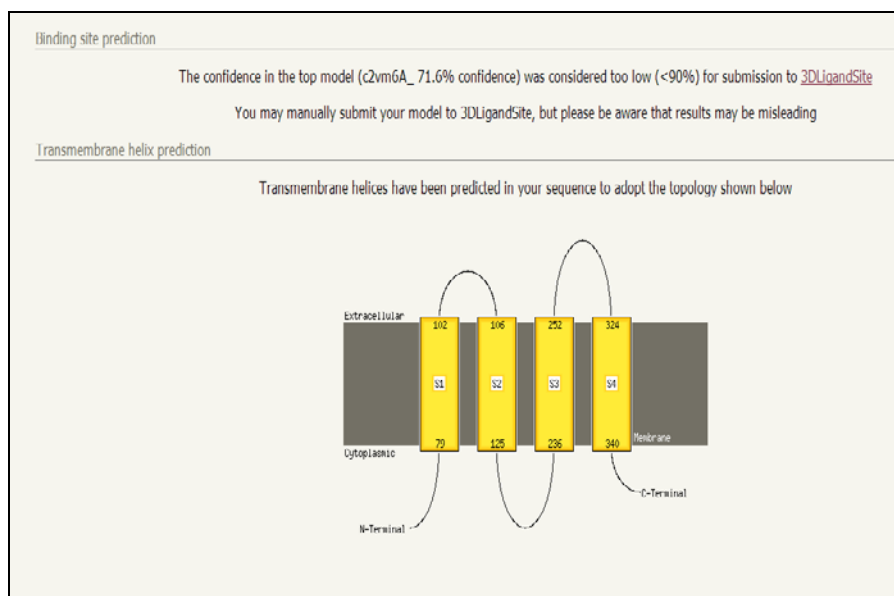 Binding site prediction
The confidence in the top model (c2vm6A_ 71.6% confidence) was considered too low (<90%) for submission to 3DLigandSite
You may manually submit your model to 3DLigandSite, but please be aware that results may be misleading
Transmembrane helix prediction
Transmembrane helices have been predicted in your sequence to adopt the topology shown below
Extracellular
102 106 252 324
S1 S2 S3 S4
79 125 236 340
Membrane
Cytoplasmic
C-Terminal
N-Terminal